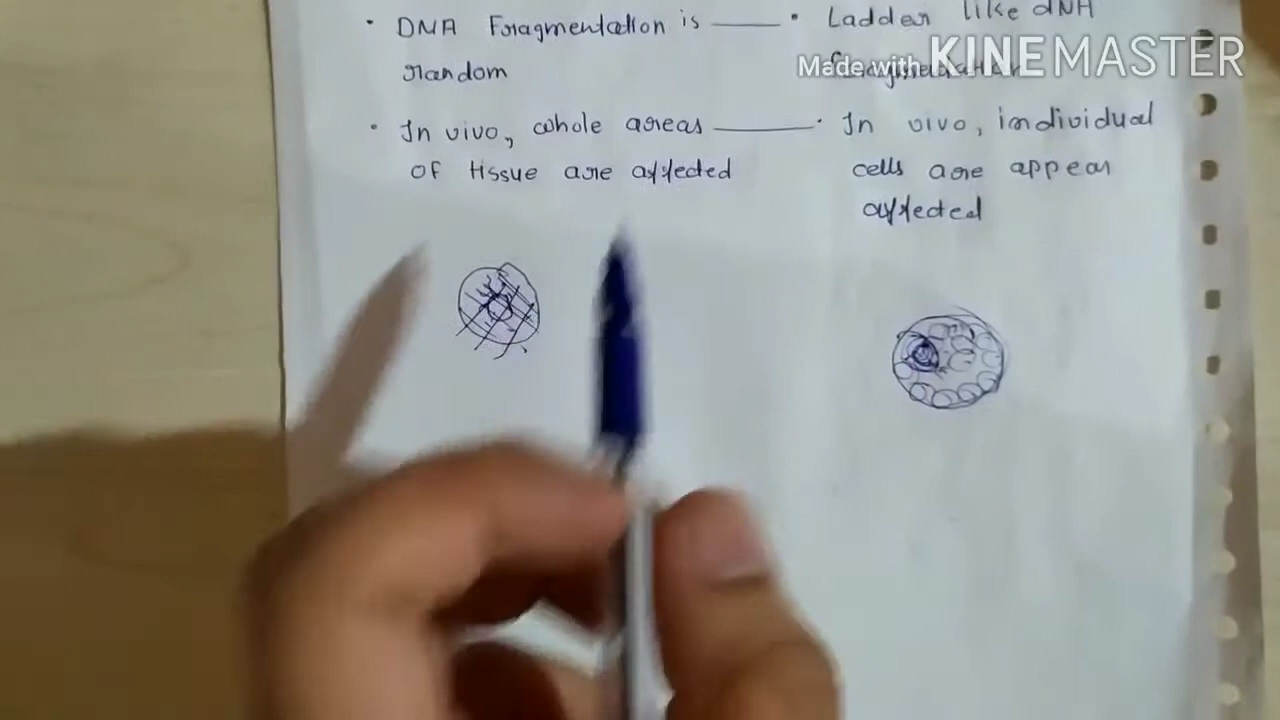 • DNA Fragmentation is — • Ladder like dNA
random
Made with KINEMASTER
• In vivo, whole areas — • In vivo, individual
of tissue are affected cells are appear
affected